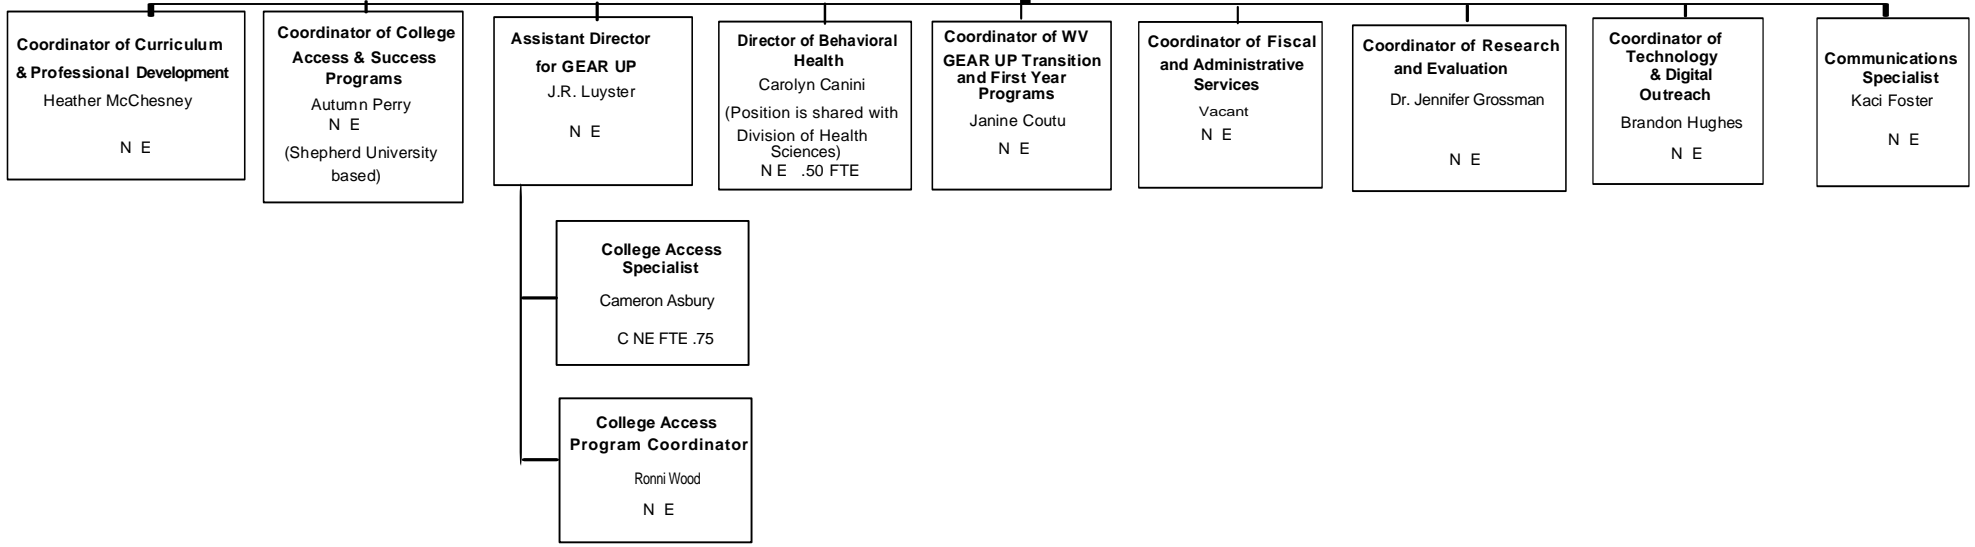 Coordinator of Curriculum
& Professional Development
Heather McChesney
N E
Coordinator of College
Access & Success
Programs
Autumn Perry
N E
(Shepherd University
based)
Assistant Director
for GEAR UP
J.R. Luyster
N E
Director of Behavioral
Health
Carolyn Canini
(Position is shared with
Division of Health
Sciences)
N E .50 FTE
Coordinator of WV
GEAR UP Transition
and First Year
Programs
Janine Coutu
N E
Coordinator of Fiscal
and Administrative
Services
Vacant
N E
Coordinator of Research
and Evaluation
Dr. Jennifer Grossman
N E
Coordinator of
Technology
& Digital
Outreach
Brandon Hughes
N E
Communications
Specialist
Kaci Foster
N E
College Access
Specialist
Cameron Asbury
C NE FTE .75
College Access
Program Coordinator
Ronni Wood
N E